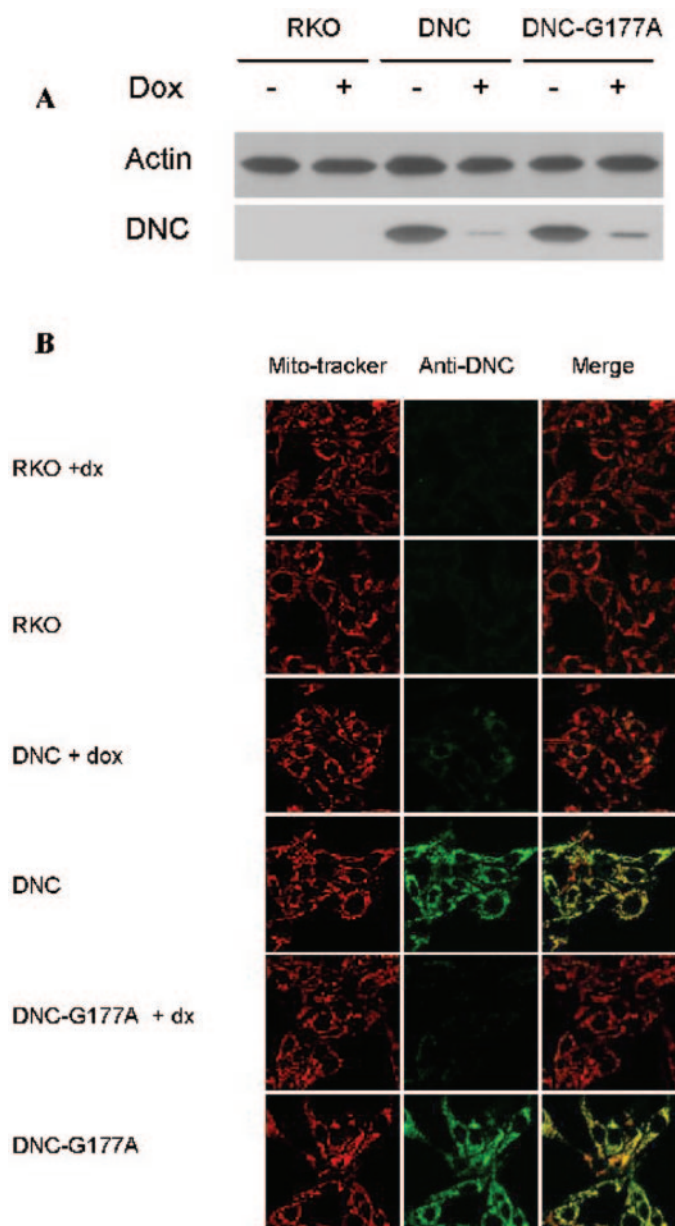 RKO DNC DNC-G177A
A Dox - + - + - +
Actin
DNC
B
Mito-tracker Anti-DNC Merge
RKO +dx
RKO
DNC + dox
DNC
DNC-G177A + dx
DNC-G177A